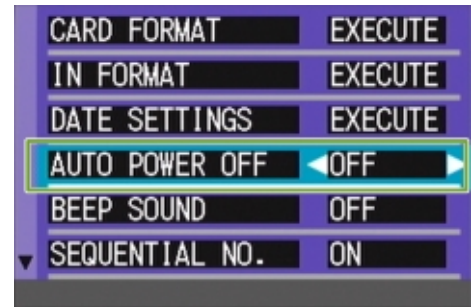 CARD FORMAT EXECUTE
IN FORMAT EXECUTE
DATE SETTINGS EXECUTE
AUTO POWER OFF OFF
BEEP SOUND OFF
SEQUENTIAL NO. ON